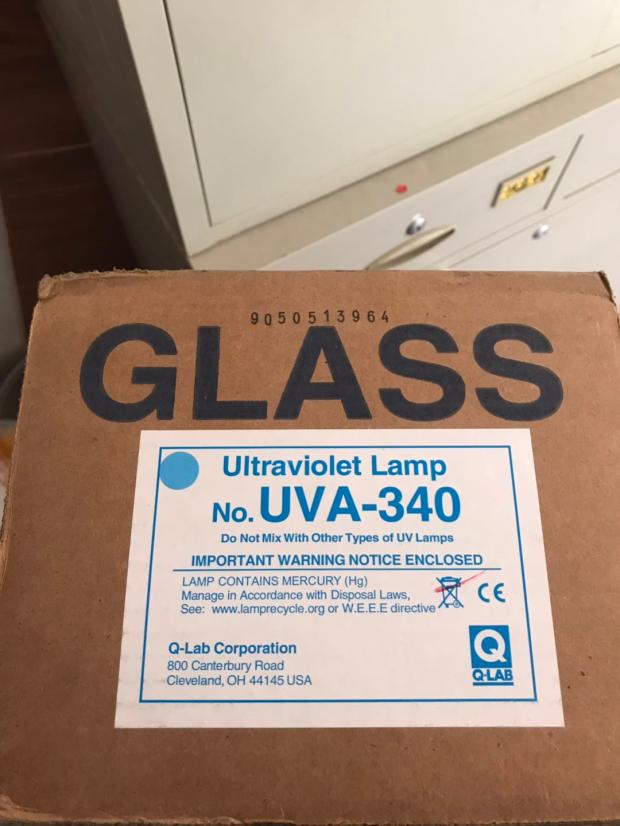 9050513964
GLASS
Ultraviolet Lamp
No. UVA-340
Do Not Mix With Other Types of UV Lamps
IMPORTANT WARNING NOTICE ENCLOSED
LAMP CONTAINS MERCURY (Hg)
Manage in Accordance with Disposal Laws,
See: www.lamprecycle.org or W.E.E.E directive
CE
Q-Lab Corporation
800 Canterbury Road
Cleveland, OH 44145 USA
Q
Q-LAB